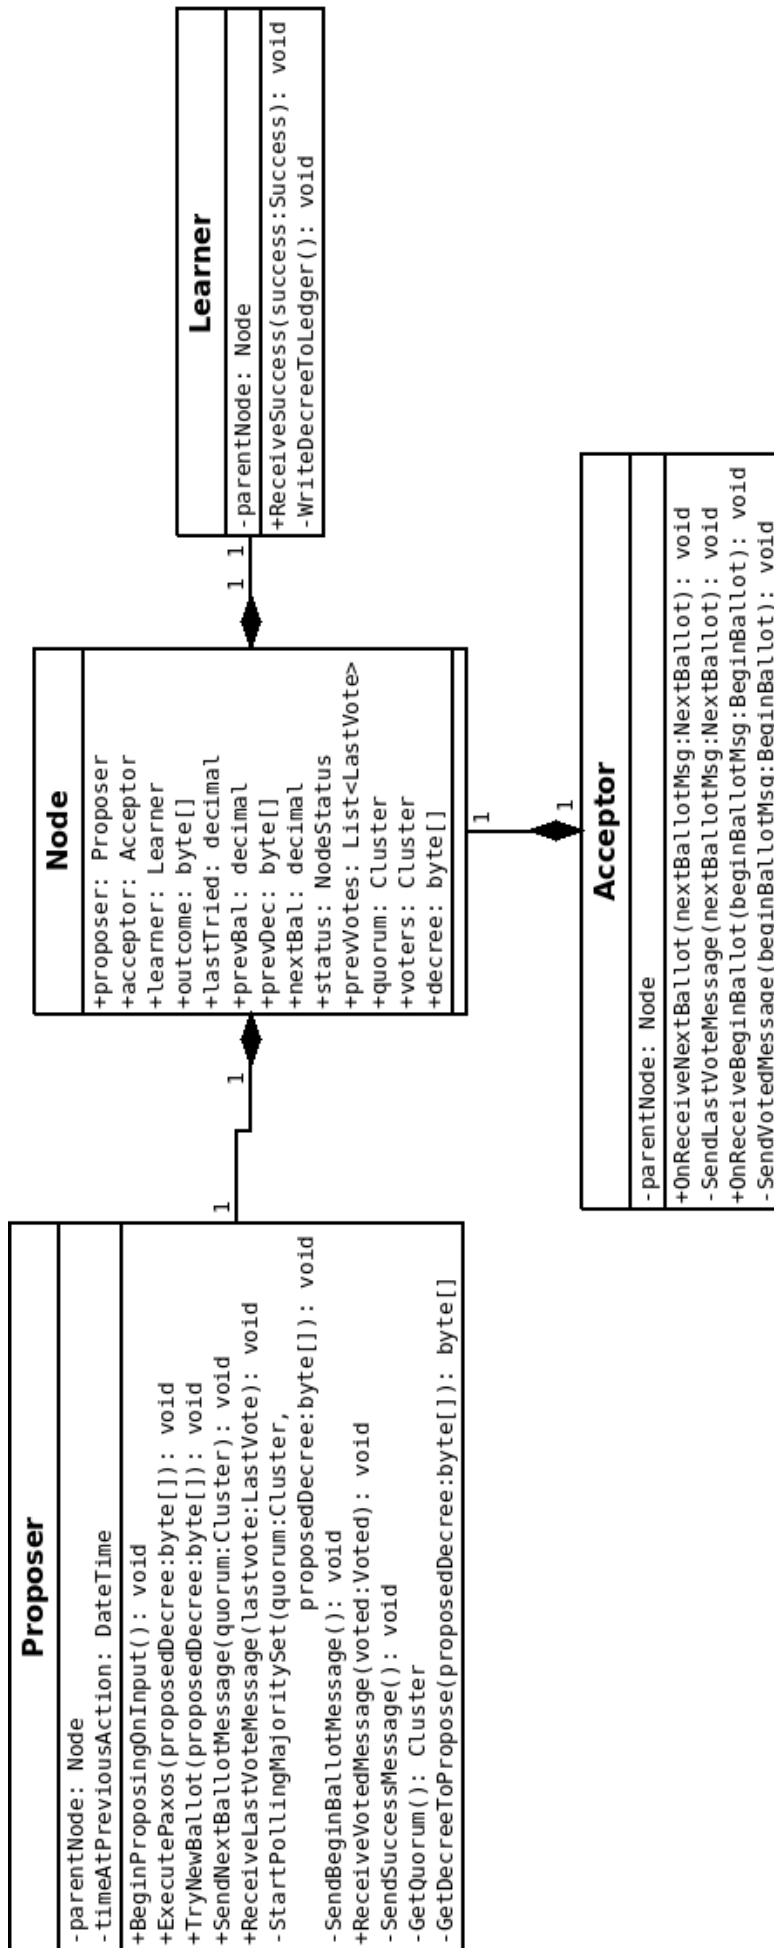 Proposer
-parentNode: Node
-timeAtPreviousAction: DateTime
+BeginProposingOnInput(): void
+ExecutePaxos(proposedDecree:byte[]): void
+TryNewBallot(proposedDecree:byte[]): void
+SendNextBallotMessage(quorum:Cluster): void
+ReceiveLastVoteMessage(lastvote:LastVote): void
-StartPollingMajoritySet(quorum:Cluster,
proposedDecree:byte[]): void
-SendBeginBallotMessage(): void
+ReceiveVotedMessage(voted:Voted): void
-SendSuccessMessage(): void
-GetQuorum(): Cluster
-GetDecreeToPropose(proposedDecree:byte[]): byte[]
1
1
Node
+proposer: Proposer
+acceptor: Acceptor
+learner: Learner
+outcome: byte[]
+lastTried: decimal
+prevBal: decimal
+prevDec: byte[]
+nextBal: decimal
+status: NodeStatus
+prevVotes: List<LastVote>
+quorum: Cluster
+voters: Cluster
+decree: byte[]
1
1
Learner
-parentNode: Node
+ReceiveSuccess(success:Success): void
-WriteDecreeToLedger(): void
1
1
Acceptor
-parentNode: Node
+OnReceiveNextBallot(nextBallotMsg:NextBallot): void
-SendLastVoteMessage(nextBallotMsg:NextBallot): void
+OnReceiveBeginBallot(beginBallotMsg:BeginBallot): void
-SendVotedMessage(beginBallotMsg:BeginBallot): void